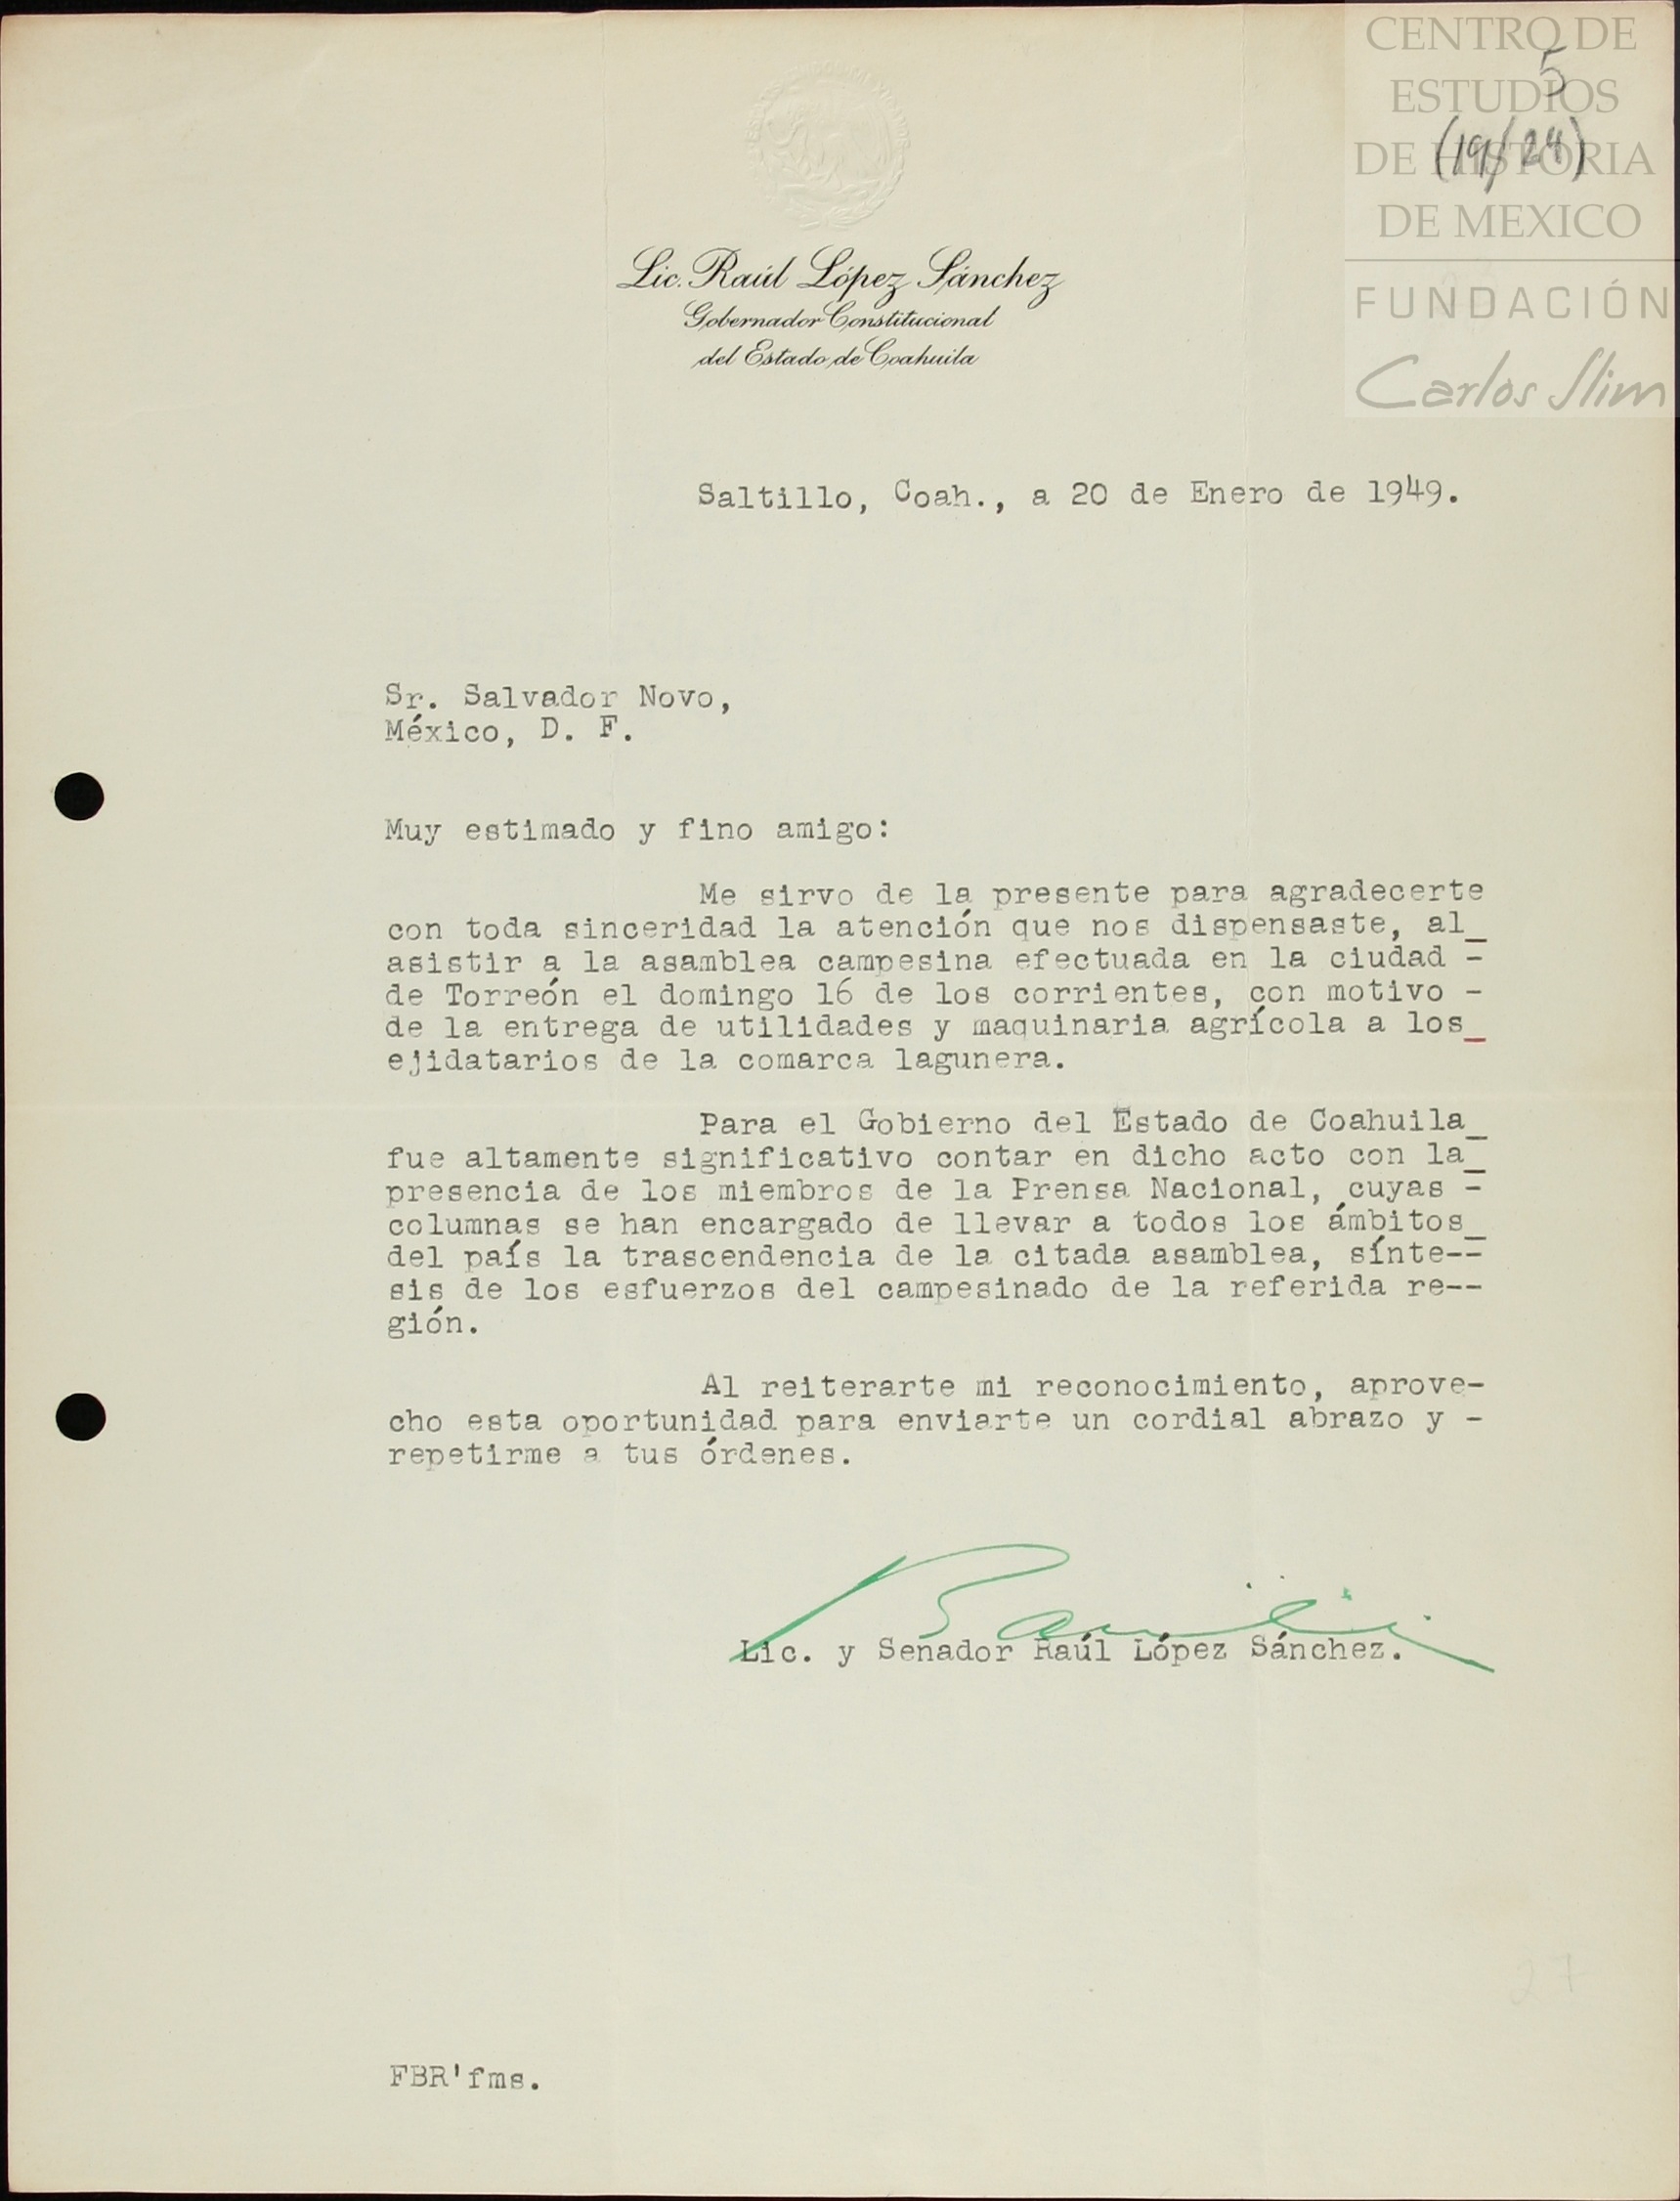 CENTRO DE
ESTUDIOS
DE HISTORIA
DE MEXICO
FUNDACIÓN
Carlos Slim
5
(19/24)
Lic. Raúl López Sánchez
Gobernador Constitucional
del Estado de Coahuila
Saltillo, Coah., a 20 de Enero de 1949.
Sr. Salvador Novo,
México, D. F.
Muy estimado y fino amigo:
Me sirvo de la presente para agradecerte
con toda sinceridad la atención que nos dispensaste, al_
asistir a la asamblea campesina efectuada en la ciudad -
de Torreón el domingo 16 de los corrientes, con motivo -
de la entrega de utilidades y maquinaria agrícola a los_
ejidatarios de la comarca lagunera.
Para el Gobierno del Estado de Coahuila_
fue altamente significativo contar en dicho acto con la_
presencia de los miembros de la Prensa Nacional, cuyas -
columnas se han encargado de llevar a todos los ámbitos_
del país la trascendencia de la citada asamblea, sínte--
sis de los esfuerzos del campesinado de la referida re--
gión.
Al reiterarte mi reconocimiento, aprove-
cho esta oportunidad para enviarte un cordial abrazo y -
repetirme a tus órdenes.
Lic. y Senador Raúl López Sánchez.
27
FBR'fms.